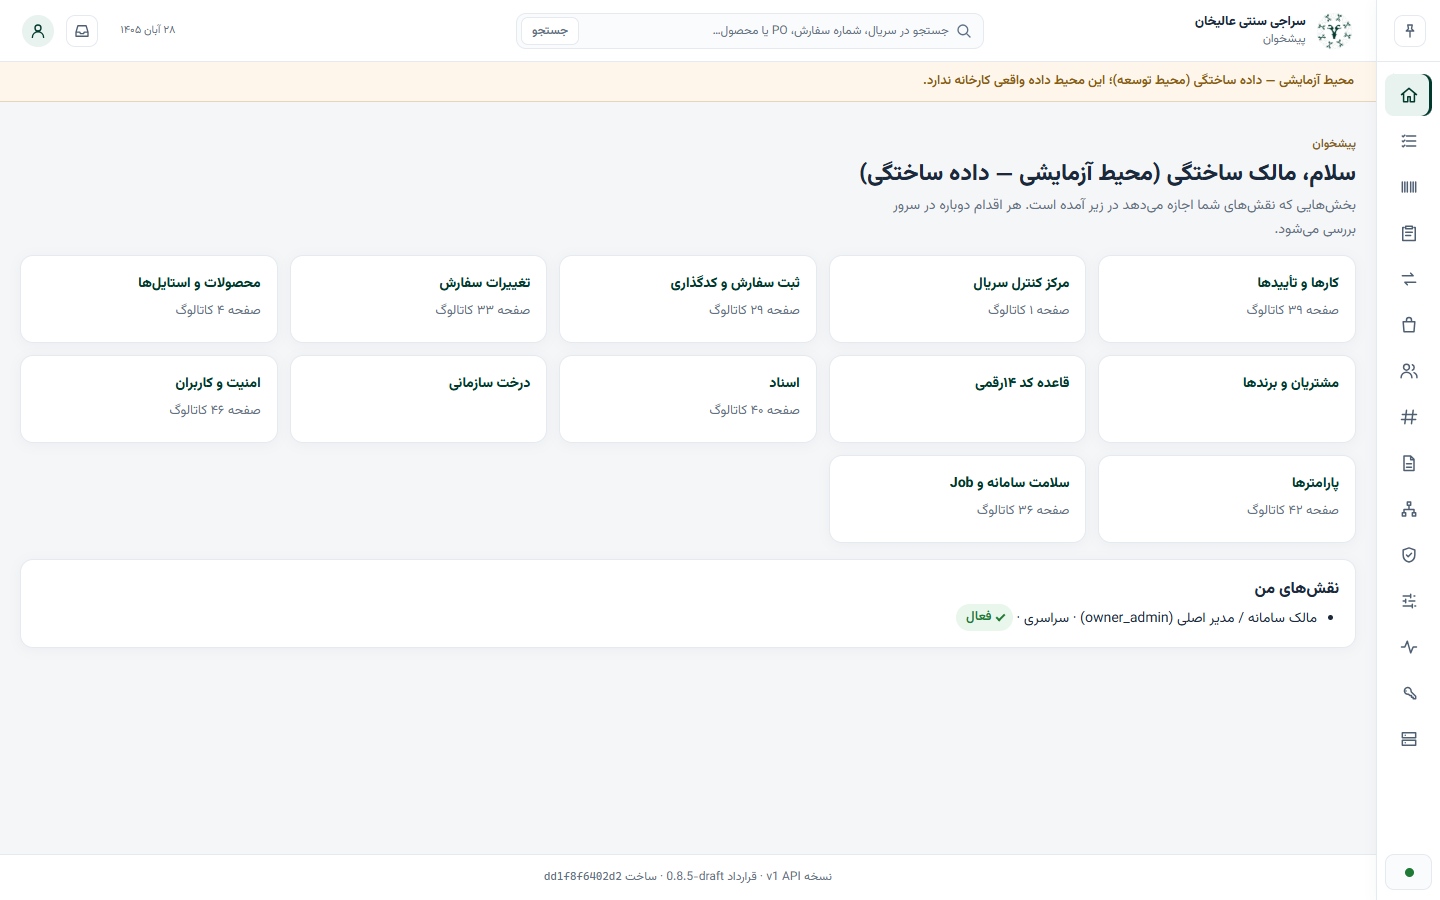 سراجی سنتی عالیخان
پیشخوان
جستجو در سریال، شماره سفارش، PO یا محصول...
جستجو
۲۸ آبان ۱۴۰۵
محیط آزمایشی — داده ساختگی (محیط توسعه)؛ این محیط داده واقعی کارخانه ندارد.
پیشخوان
سلام، مالک ساختگی (محیط آزمایشی — داده ساختگی)
بخش‌هایی که نقش‌های شما اجازه می‌دهد در زیر آمده است. هر اقدام دوباره در سرور
بررسی می‌شود.
کارها و تأییدها
صفحه ۳۹ کاتالوگ
مرکز کنترل سریال
صفحه ۱ کاتالوگ
ثبت سفارش و کدگذاری
صفحه ۲۹ کاتالوگ
تغییرات سفارش
صفحه ۳۳ کاتالوگ
محصولات و استایل‌ها
صفحه ۴ کاتالوگ
مشتریان و برندها
قاعده کد ۱۴رقمی
اسناد
صفحه ۴۰ کاتالوگ
درخت سازمانی
امنیت و کاربران
صفحه ۴۶ کاتالوگ
پارامترها
صفحه ۴۲ کاتالوگ
سلامت سامانه و Job
صفحه ۳۶ کاتالوگ
نقش‌های من
مالک سامانه / مدیر اصلی (owner_admin) · سراسری · فعال
نسخه v1 API · قرارداد 0.8.5-draft · ساخت dd1f8f6402d2